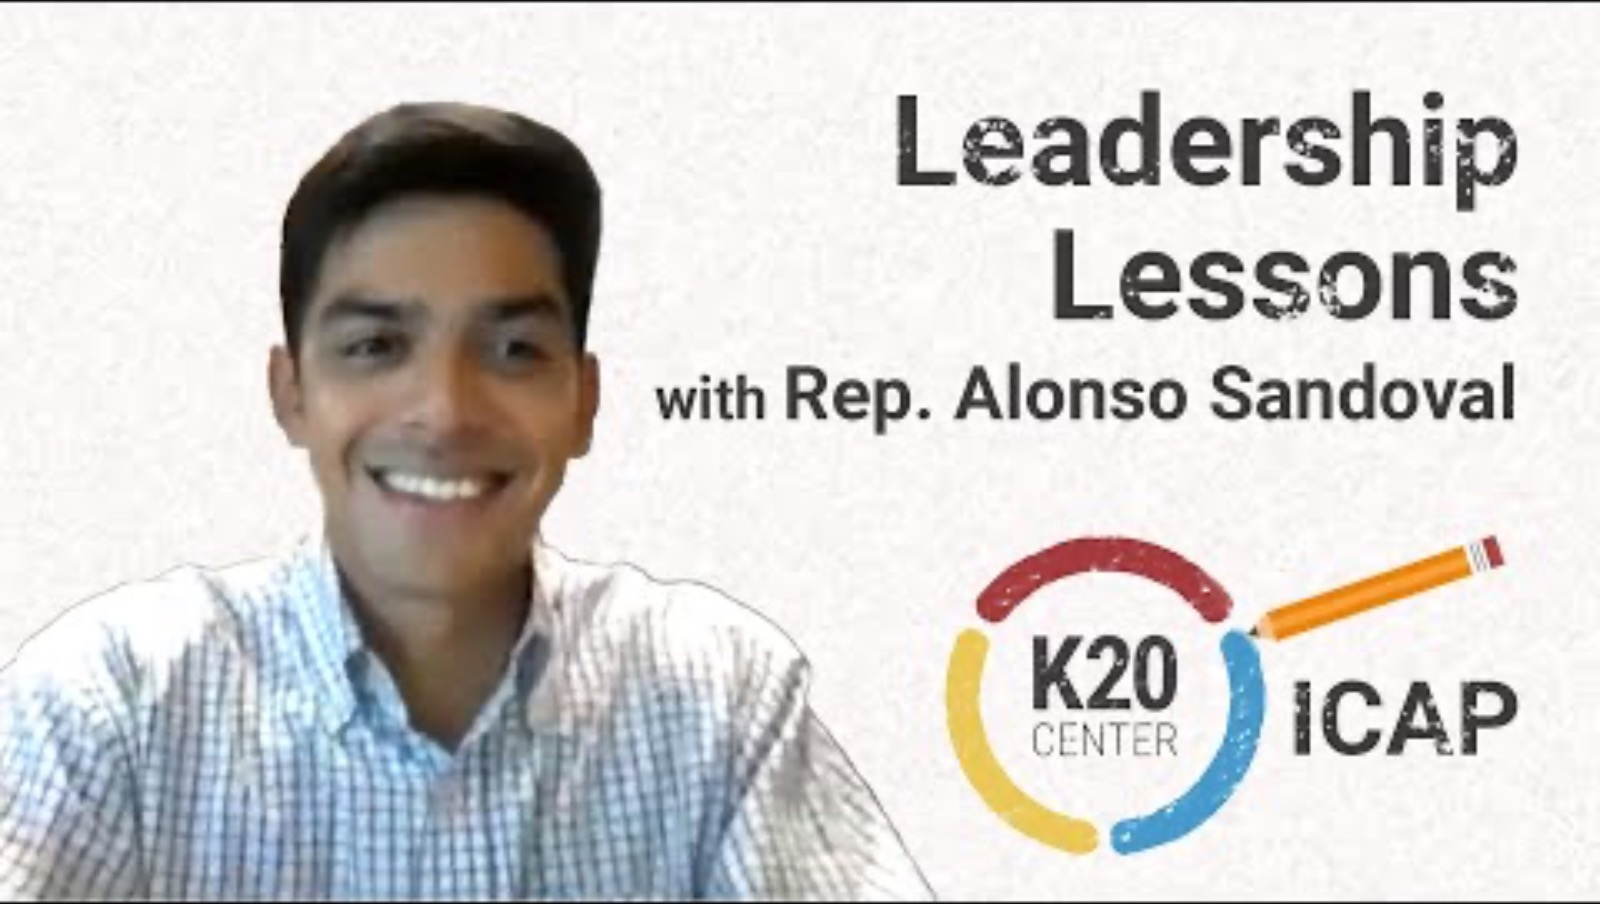 Leadership
Lessons
with Rep. Alonso Sandoval
K20
CENTER
ICAP